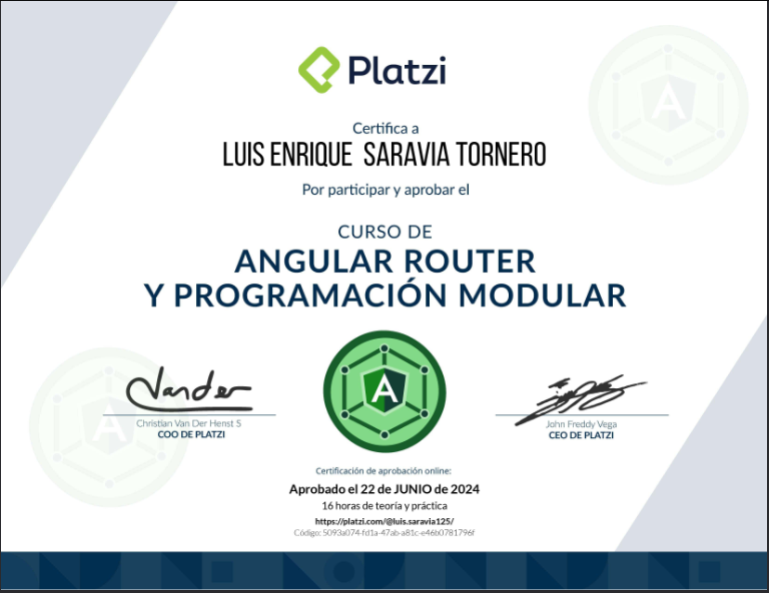 Platzi
Certifica a
LUIS ENRIQUE SARAVIA TORNERO
Por participar y aprobar el
CURSO DE
ANGULAR ROUTER
Y PROGRAMACIÓN MODULAR
Vander
Christian Van Der Henst S
COO DE PLATZI
A
John Freddy Vega
CEO DE PLATZI
Certificación de aprobación online:
Aprobado el 22 de JUNIO de 2024
16 horas de teoría y práctica
https://platzi.com/@luis.saravia125/
Código: 5093a074-fd1a-47ab-a81c-e46b0781796f